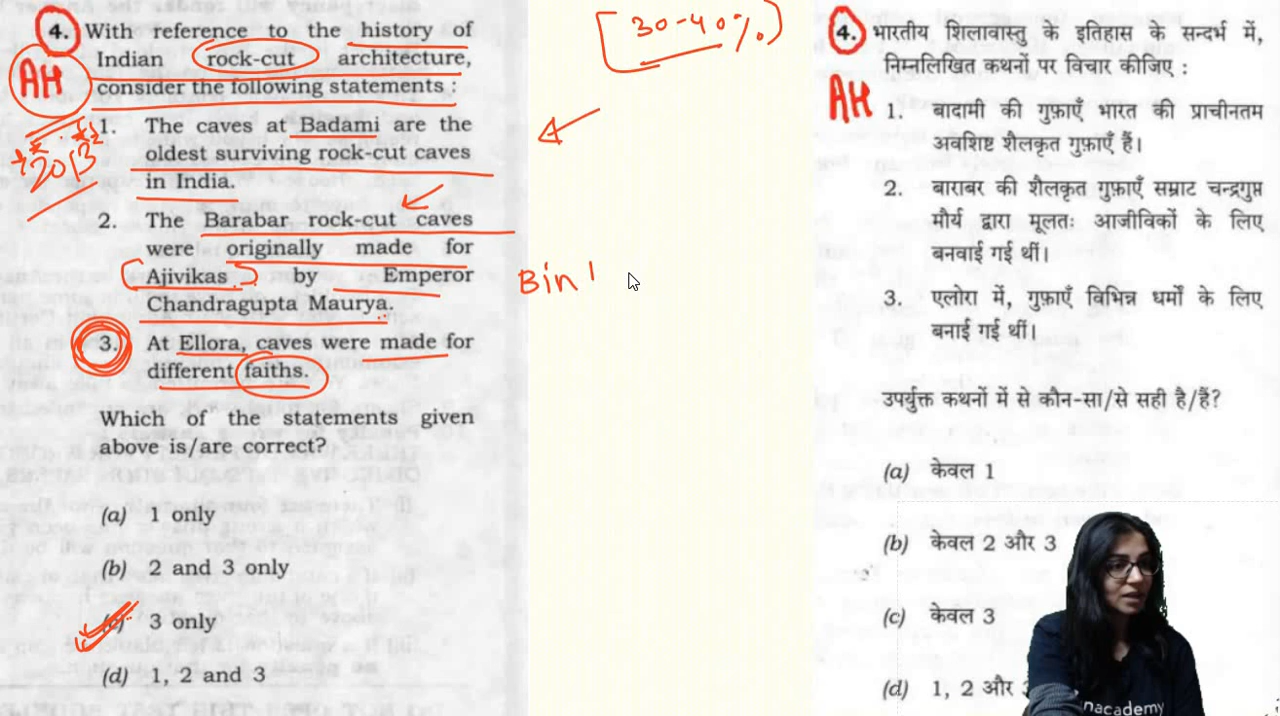 4. With reference to the history of
Indian rock-cut architecture,
consider the following statements :
1. The caves at Badami are the
oldest surviving rock-cut caves
in India.
2. The Barabar rock-cut caves
were originally made for
Ajivikas by Emperor
Chandragupta Maurya.
3. At Ellora, caves were made for
different faiths.
Which of the statements given
above is/are correct?
(a) 1 only
(b) 2 and 3 only
(c) 3 only
(d) 1, 2 and 3
AH
2013
[30-40%)
Bin
4. भारतीय शिलावास्तु के इतिहास के सन्दर्भ में,
निम्नलिखित कथनों पर विचार कीजिए :
AH
1. बादामी की गुफ़ाएँ भारत की प्राचीनतम
अवशिष्ट शैलकृत गुफ़ाएँ हैं।
2. बाराबर की शैलकृत गुफ़ाएँ सम्राट चन्द्रगुप्त
मौर्य द्वारा मूलतः आजीविकों के लिए
बनवाई गई थीं।
3. एलोरा में, गुफ़ाएँ विभिन्न धर्मों के लिए
बनाई गई थीं।
उपर्युक्त कथनों में से कौन-सा/से सही है/हैं?
(a) केवल 1
(b) केवल 2 और 3
(c) केवल 3
(d) 1, 2 और
nacademy